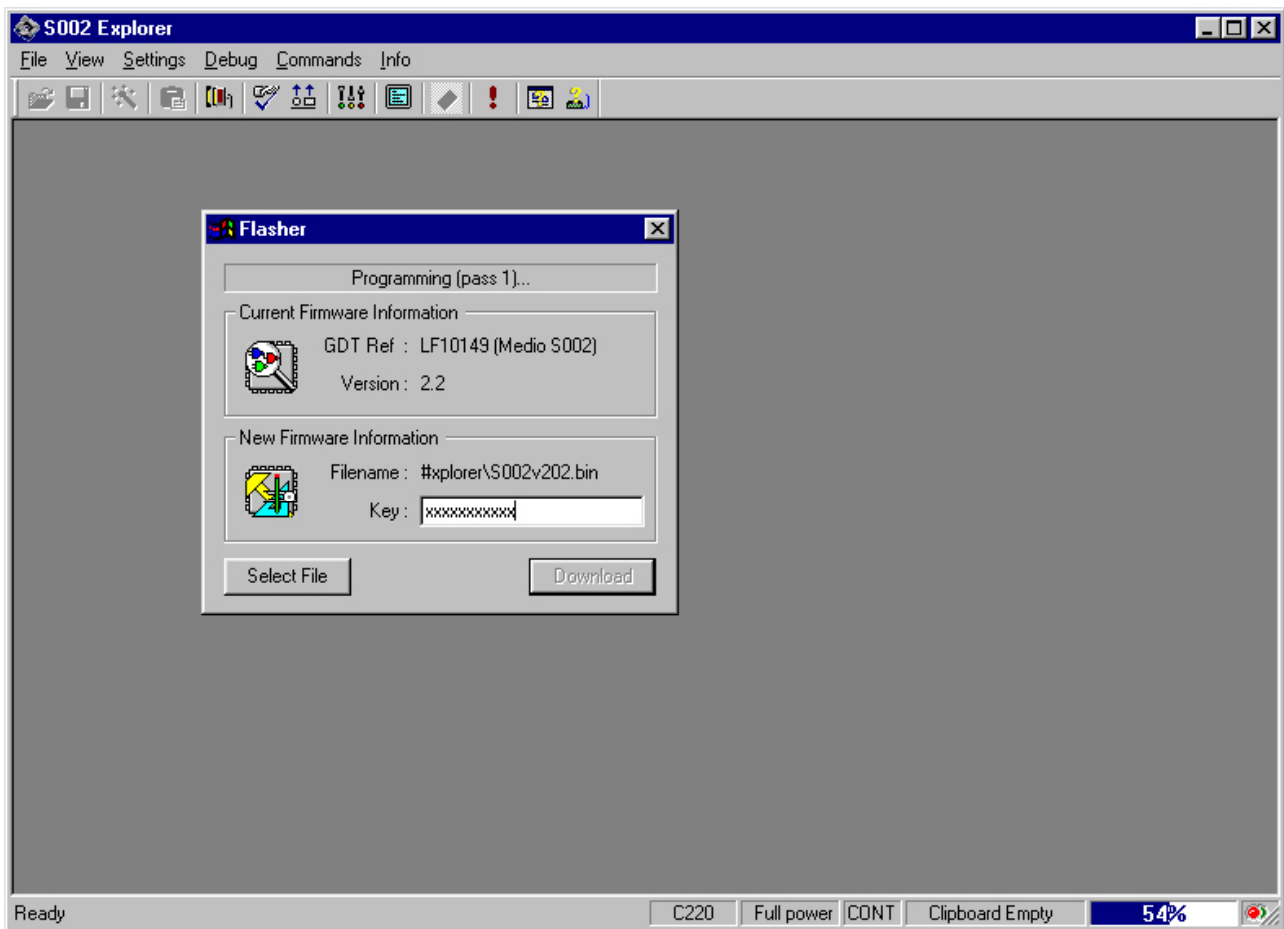 S002 Explorer
File View Settings Debug Commands Info
Flasher
Programming (pass 1)...
Current Firmware Information
GDT Ref : LF10149 (Medio S002)
Version : 2.2
New Firmware Information
Filename : #xplorer\S002v202.bin
Key : xxxxxxxxxxx
Select File Download
Ready C220 Full power CONT Clipboard Empty 54%